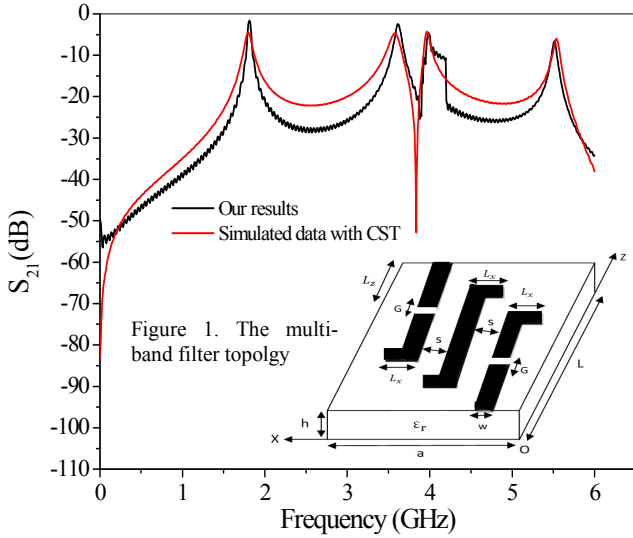 0
-10
-20
-30
-40
-50
-60
-70
-80
-90
-100
-110
S21(dB)
Our results
Simulated data with CST
Figure 1. The multi-
band filter topolgy
Lz
G
Lx
Lx
Z
s
s
G
L
Lx
h
εr
w
X
a
O
0 1 2 3 4 5 6
Frequency (GHz)